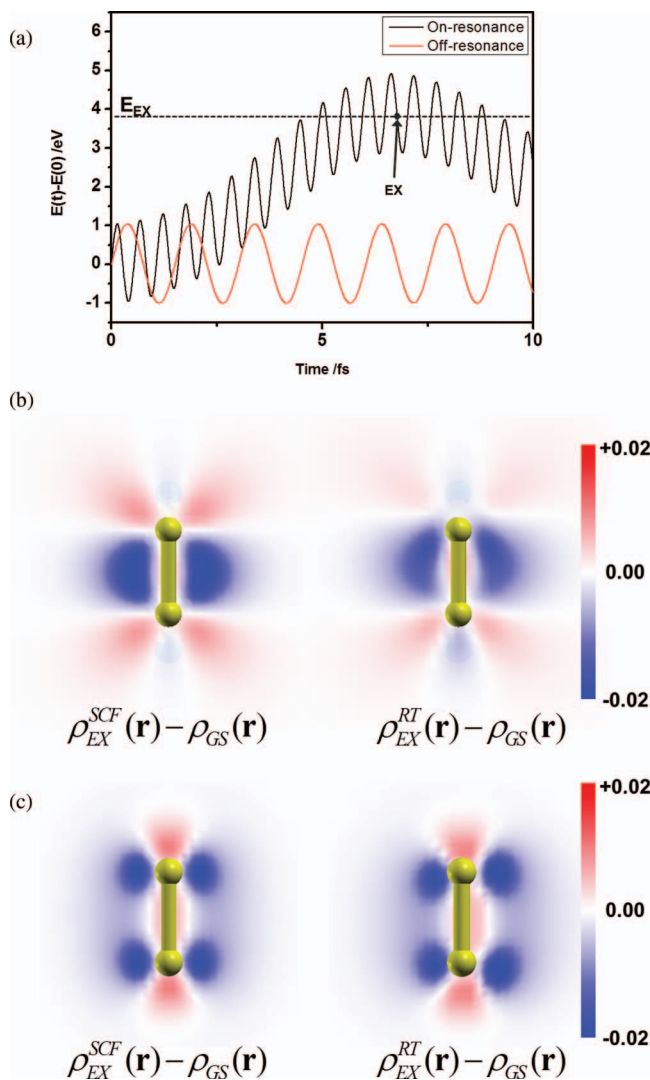 (a)
On-resonance
Off-resonance
6
5
4
3
2
1
0
-1
E(t)-E(0) /eV
E_EX
EX
0
5
10
Time /fs
(b)
+0.02
0.00
-0.02
ρ_EX^SCF(r) − ρ_GS(r)
ρ_EX^RT(r) − ρ_GS(r)
(c)
+0.02
0.00
-0.02
ρ_EX^SCF(r) − ρ_GS(r)
ρ_EX^RT(r) − ρ_GS(r)